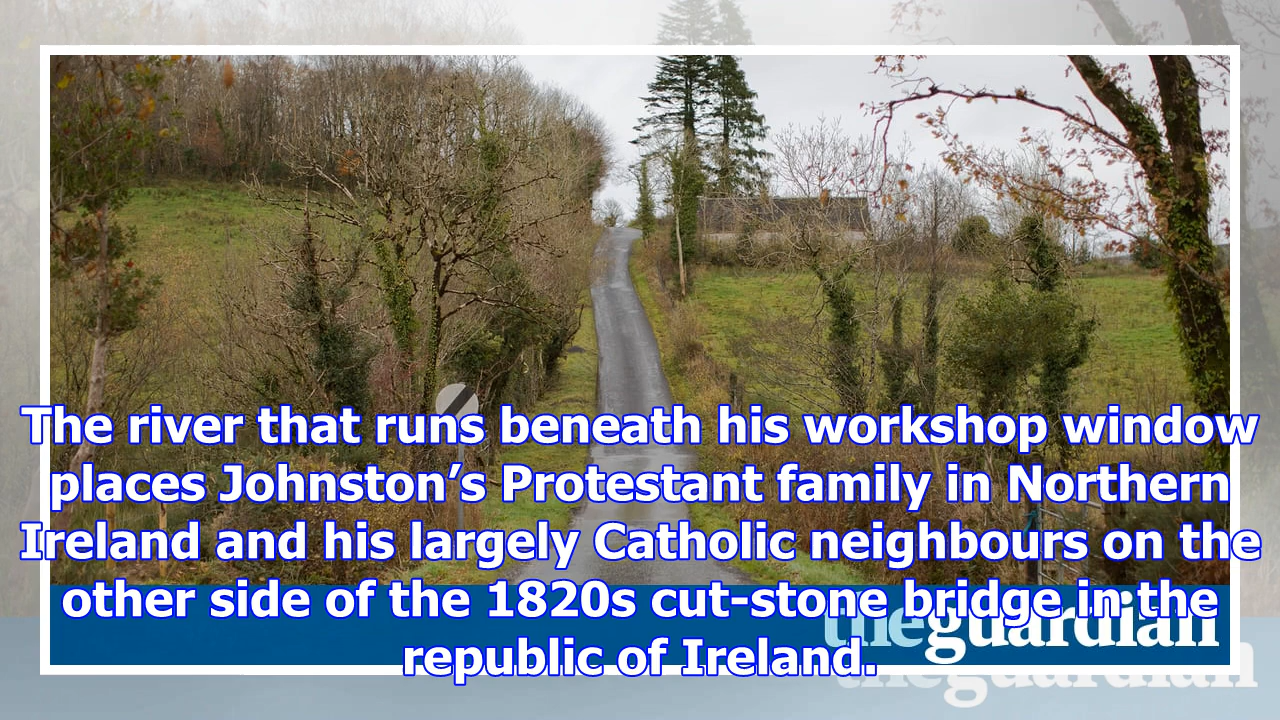 The river that runs beneath his workshop window
places Johnston’s Protestant family in Northern
Ireland and his largely Catholic neighbours on the
other side of the 1820s cut-stone bridge in the
republic of Ireland.
theguardian
theguardian